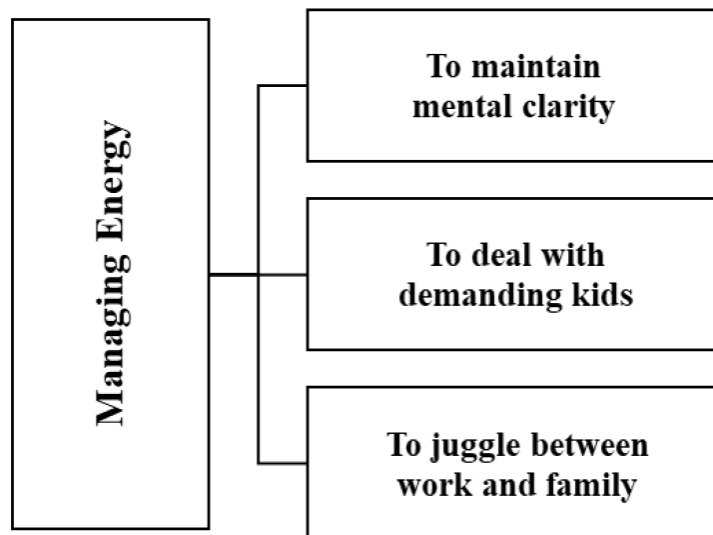 Managing Energy
To maintain
mental clarity
To deal with
demanding kids
To juggle between
work and family